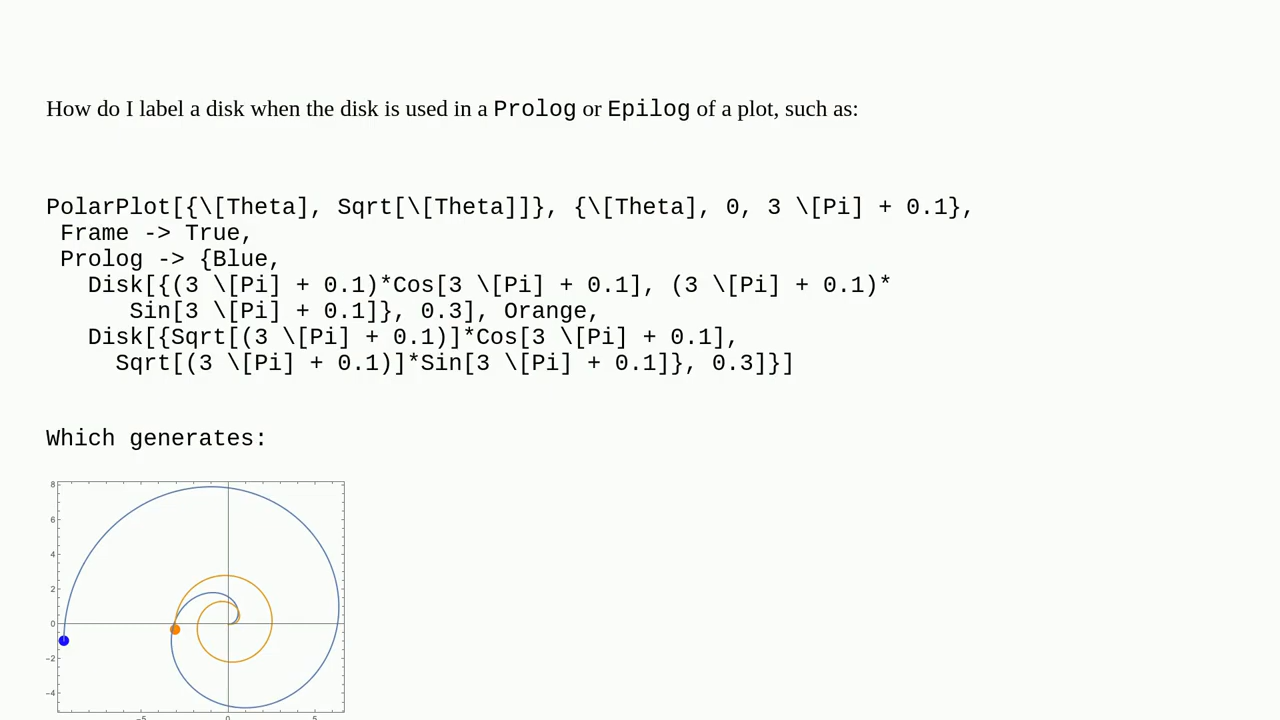 How do I label a disk when the disk is used in a Prolog or Epilog of a plot, such as:
PolarPlot[{\[Theta], Sqrt[\[Theta]]}, {\[Theta], 0, 3 \[Pi] + 0.1},
Frame -> True,
Prolog -> {Blue,
Disk[{(3 \[Pi] + 0.1)*Cos[3 \[Pi] + 0.1], (3 \[Pi] + 0.1)*
Sin[3 \[Pi] + 0.1]}, 0.3], Orange,
Disk[{Sqrt[(3 \[Pi] + 0.1)]*Cos[3 \[Pi] + 0.1],
Sqrt[(3 \[Pi] + 0.1)]*Sin[3 \[Pi] + 0.1]}, 0.3]}]
Which generates:
8
6
4
2
0
-2
-4
-5 0 5